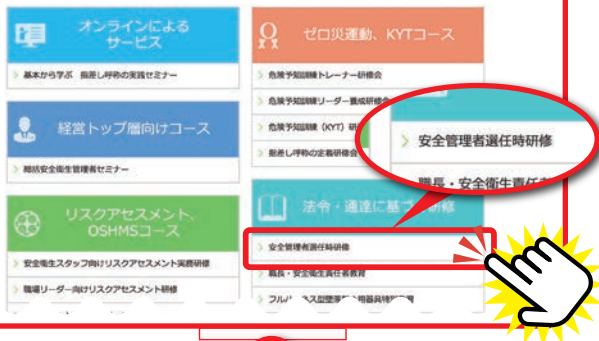 オンラインによる
サービス
基本から学ぶ 指差し呼称の実践セミナー
経営トップ層向けコース
総括安全衛生管理者セミナー
リスクアセスメント、
OSHMSコース
安全衛生スタッフ向けリスクアセスメント実務研修
職場リーダー向けリスクアセスメント研修
ゼロ災運動、KYTコース
危険予知訓練トレーナー研修会
危険予知訓練リーダー養成研修会
危険予知訓練（KYT）研
指差し呼称の定着研修会
安全管理者選任時研修
職長・安全衛生責任者
法令・通達に基づく研修
安全管理者選任時研修
職長・安全衛生責任者教育